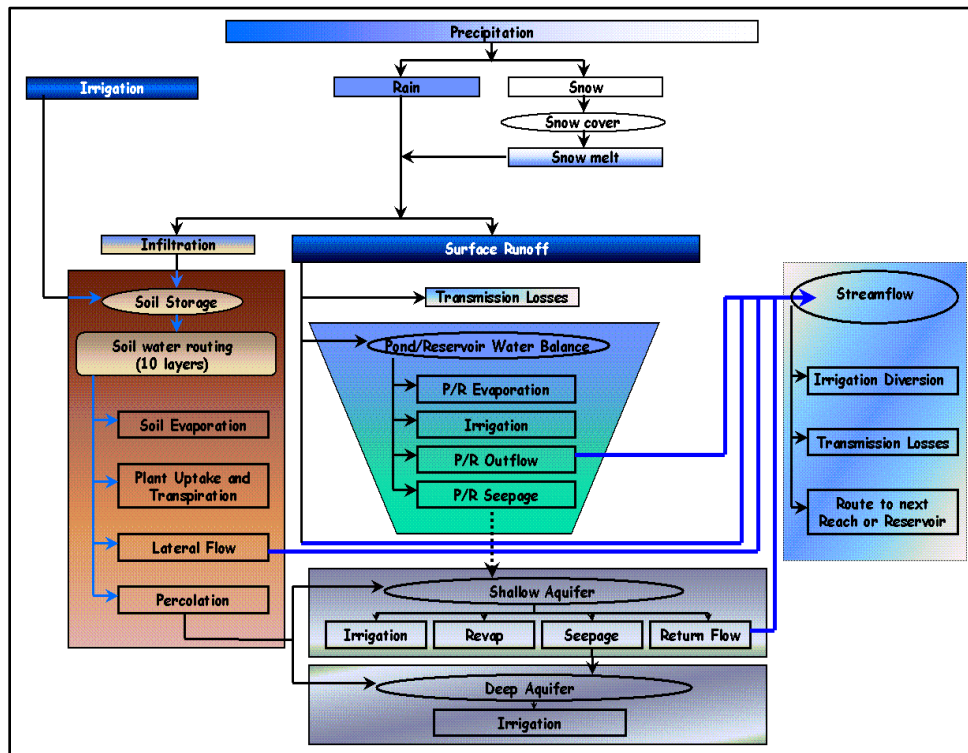 Precipitation
Irrigation
Rain
Snow
Snow cover
Snow melt
Infiltration
Surface Runoff
Soil Storage
Transmission Losses
Streamflow
Soil water routing
(10 layers)
Pond/Reservoir Water Balance
P/R Evaporation
Irrigation Diversion
Soil Evaporation
Irrigation
P/R Outflow
Transmission Losses
Plant Uptake and
Transpiration
P/R Seepage
Route to next
Reach or Reservoir
Lateral Flow
Percolation
Shallow Aquifer
Irrigation
Revap
Seepage
Return Flow
Deep Aquifer
Irrigation